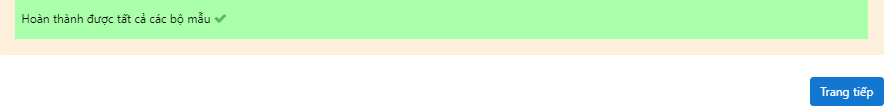 Hoàn thành được tất cả các bộ mẫu
Trang tiếp